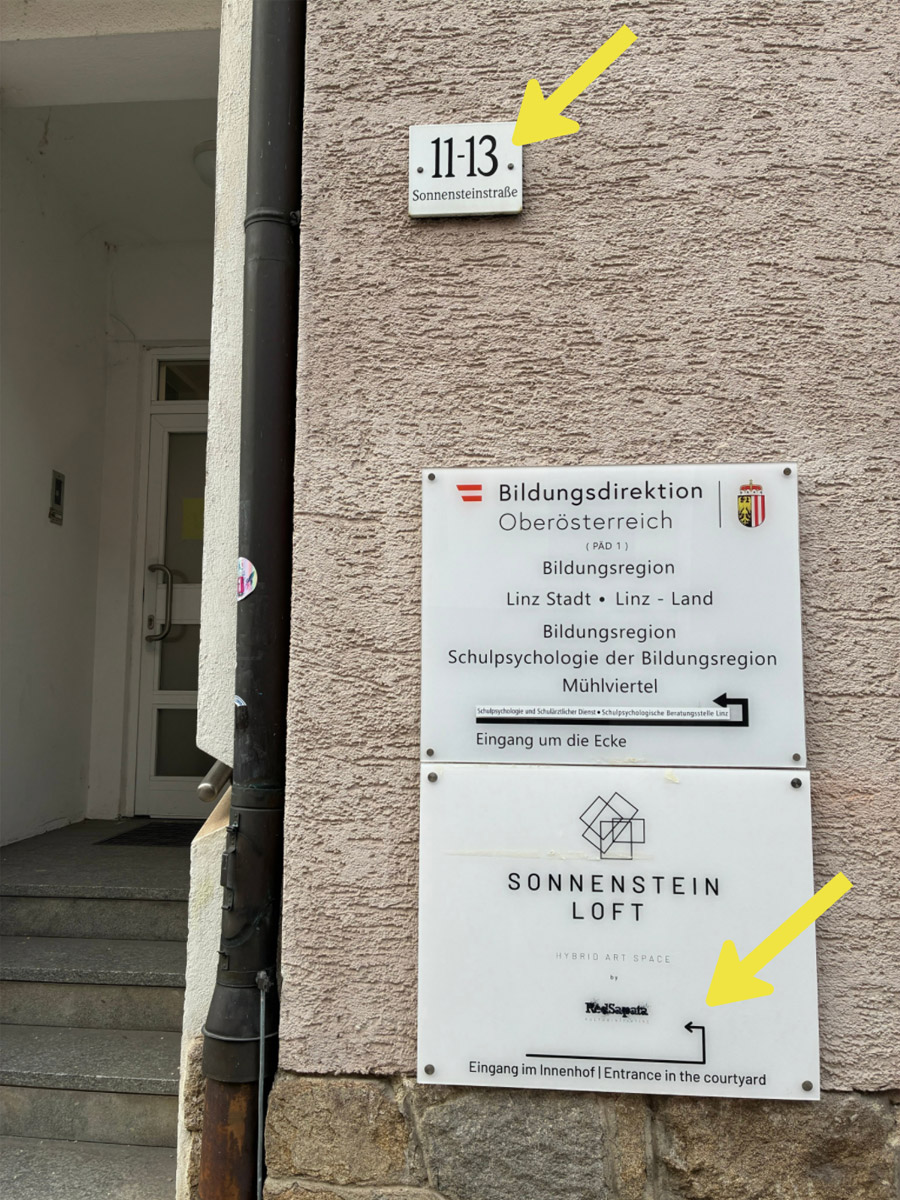 11-13
Sonnensteinstraße
Bildungsdirektion
Oberösterreich
( PÄD 1 )
Bildungsregion
Linz Stadt • Linz - Land
Bildungsregion
Schulpsychologie der Bildungsregion
Mühlviertel
Schulpsychologie und Schulärztlicher Dienst • Schulpsychologische Beratungsstelle Linz
Eingang um die Ecke
SONNENSTEIN
LOFT
HYBRID ART SPACE
by
RedSapata
Eingang im Innenhof | Entrance in the courtyard